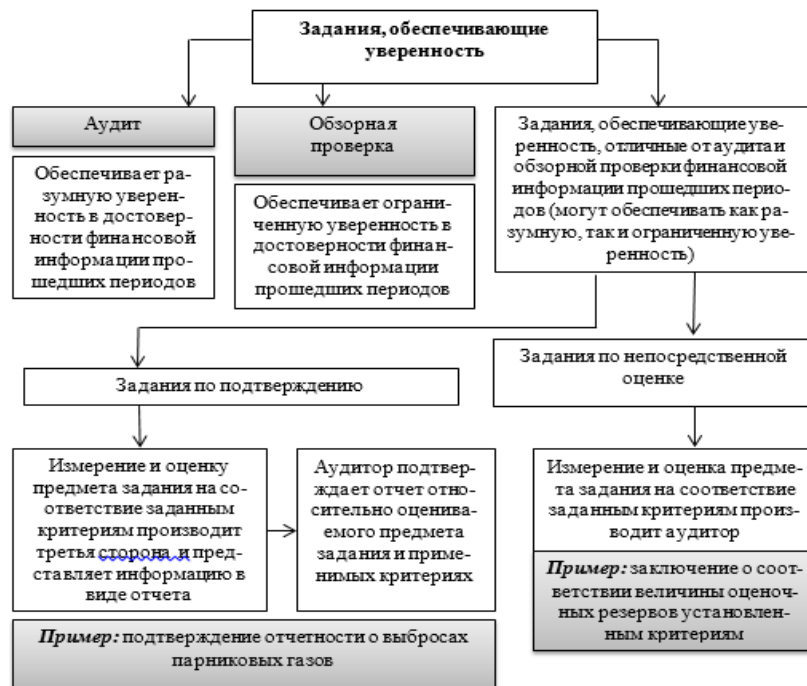 Задания, обеспечивающие
уверенность
Аудит
Обеспечивает ра-
зумную уверен-
ность в достовер-
ности финансовой
информации про-
шедших периодов
Обзорная
проверка
Обеспечивает ограни-
ченную уверенность в
достоверности финан-
совой информации
прошедших периодов
Задания, обеспечивающие уве-
ренность, отличные от аудита и
обзорной проверки финансовой
информации прошедших перио-
дов (могут обеспечивать как ра-
зумную, так и ограниченную уве-
ренность)
Задания по подтверждению
Задания по непосредственной
оценке
Измерение и оценку
предмета задания на со-
ответствие заданным
критериям производит
третья сторона и пред-
ставляет информацию в
виде отчета
Аудитор подтвер-
ждает отчет отно-
сительно оценива-
емого предмета
задания и приме-
нимых критериях
Пример: подтверждение отчетности о выбросах
парниковых газов
Измерение и оценка предме-
та задания на соответствие
заданным критериям произ-
водит аудитор
Пример: заключение о соот-
ветствии величины оценоч-
ных резервов установлен-
ным критериям